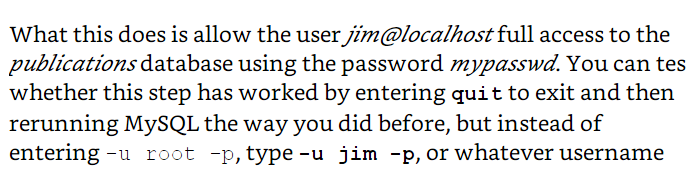 What this does is allow the user jim@localhost full access to the
publications database using the password mypasswd. You can tes
whether this step has worked by entering quit to exit and then
rerunning MySQL the way you did before, but instead of
entering -u root -p, type -u jim -p, or whatever username